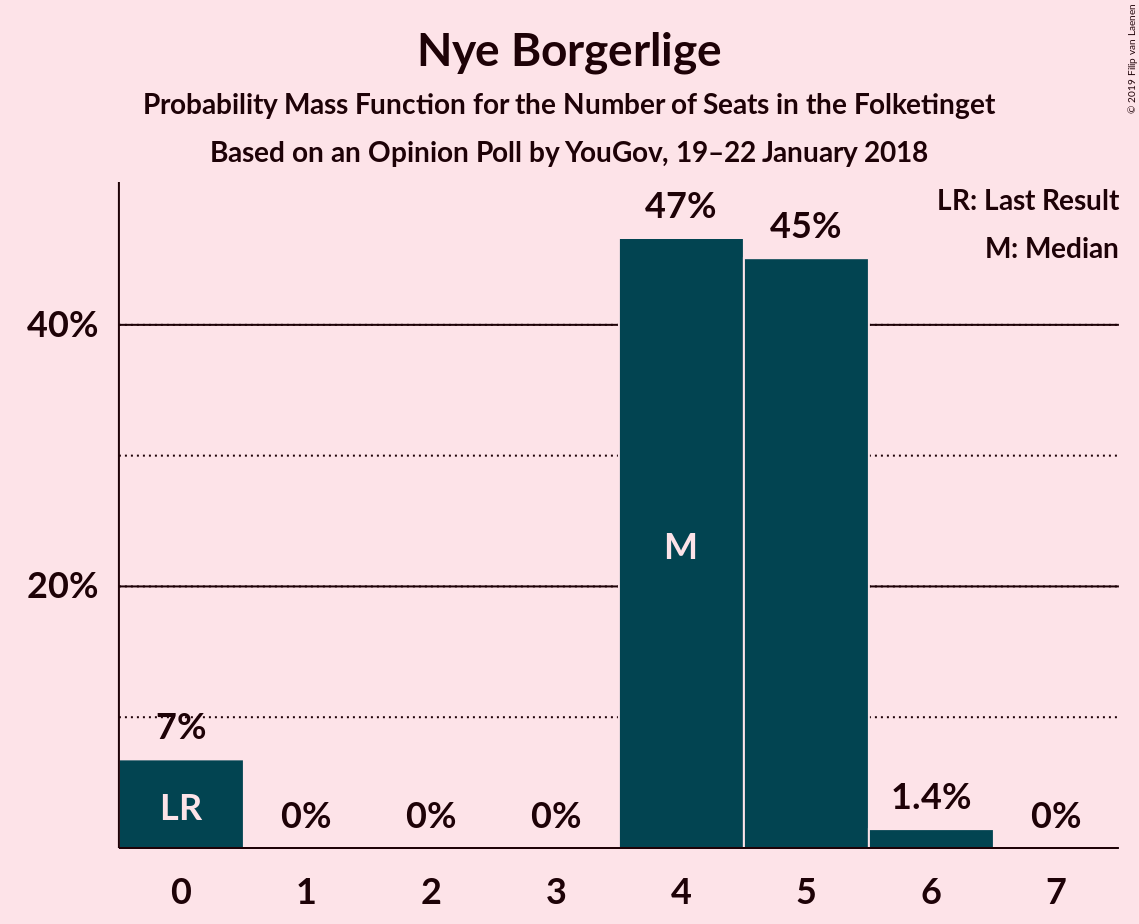 Nye Borgerlige
Probability Mass Function for the Number of Seats in the Folketinget
Based on an Opinion Poll by YouGov, 19–22 January 2018
© 2019 Filip van Laenen
LR: Last Result
M: Median
47%
45%
40%
M
20%
7%
LR
0%
0%
0%
1.4%
0%
0
1
2
3
4
5
6
7